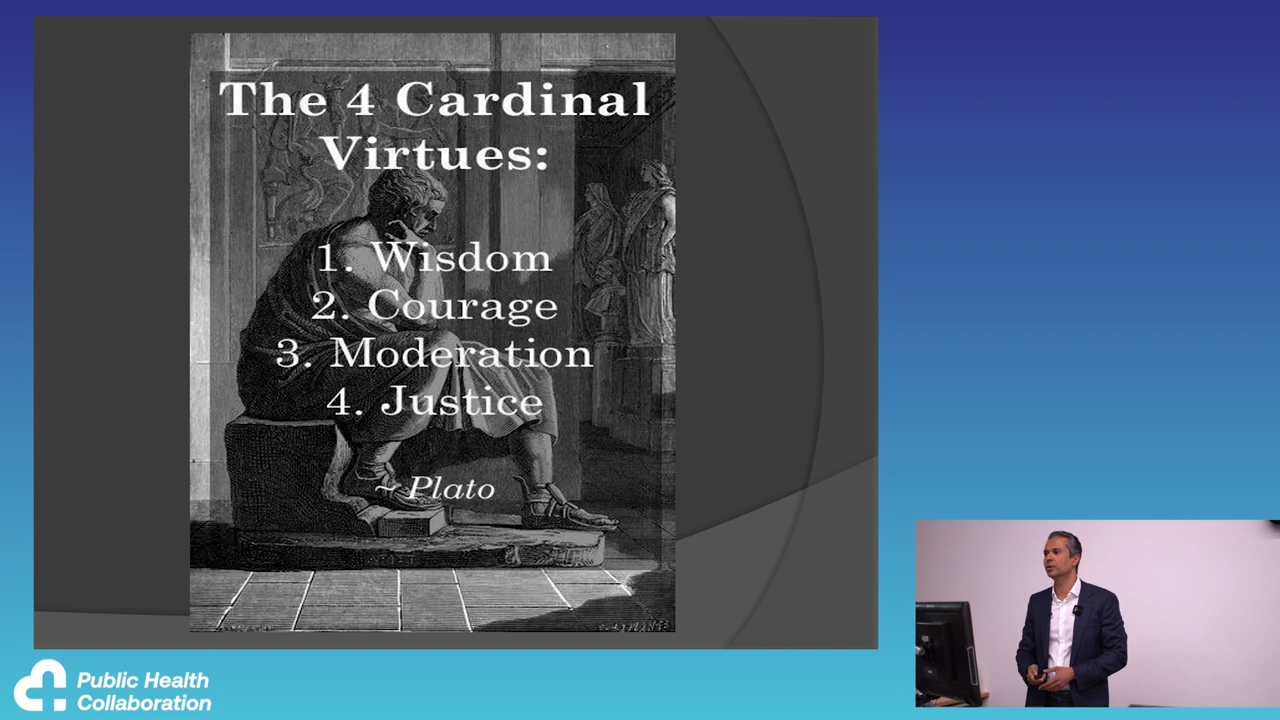 The 4 Cardinal
Virtues:
1. Wisdom
2. Courage
3. Moderation
4. Justice
~ Plato
Public Health
Collaboration